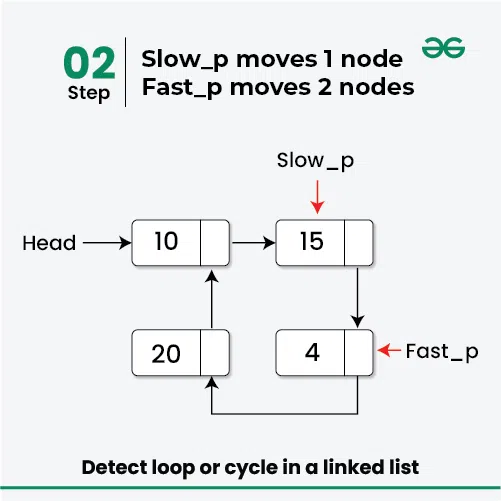 02
Step
Slow_p moves 1 node
Fast_p moves 2 nodes
Slow_p
Head
10
15
20
4
Fast_p
Detect loop or cycle in a linked list